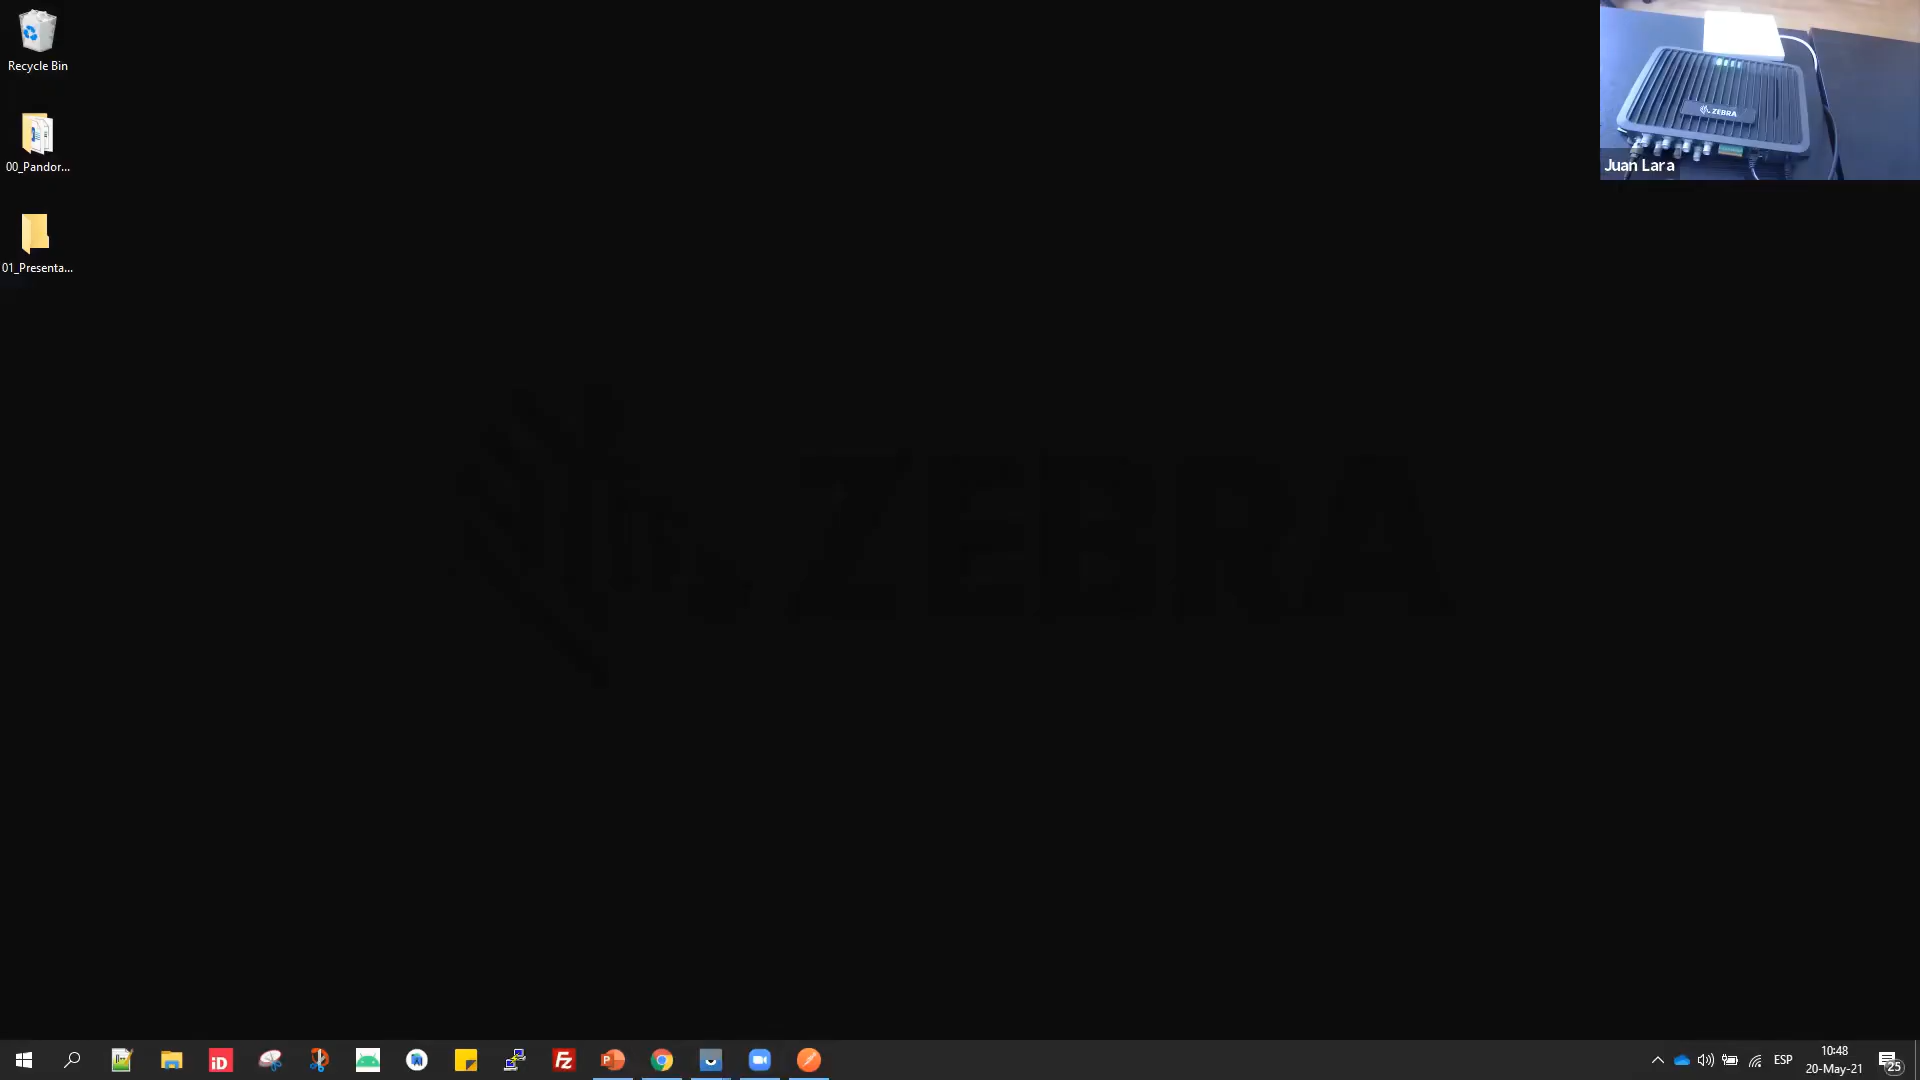 Recycle Bin
00_Pandor...
01_Presenta...
ZEBRA
Juan Lara
ZEBRA
ESP
10:48
20-May-21
25